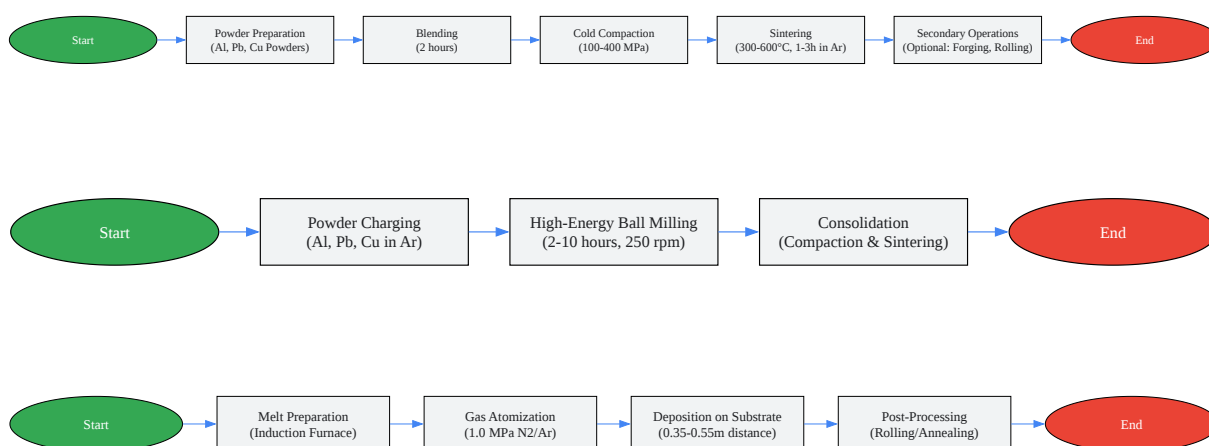 Start
Powder Preparation
(Al, Pb, Cu Powders)
Blending
(2 hours)
Cold Compaction
(100-400 MPa)
Sintering
(300-600°C, 1-3h in Ar)
Secondary Operations
(Optional: Forging, Rolling)
End
Start
Powder Charging
(Al, Pb, Cu in Ar)
High-Energy Ball Milling
(2-10 hours, 250 rpm)
Consolidation
(Compaction & Sintering)
End
Start
Melt Preparation
(Induction Furnace)
Gas Atomization
(1.0 MPa N2/Ar)
Deposition on Substrate
(0.35-0.55m distance)
Post-Processing
(Rolling/Annealing)
End